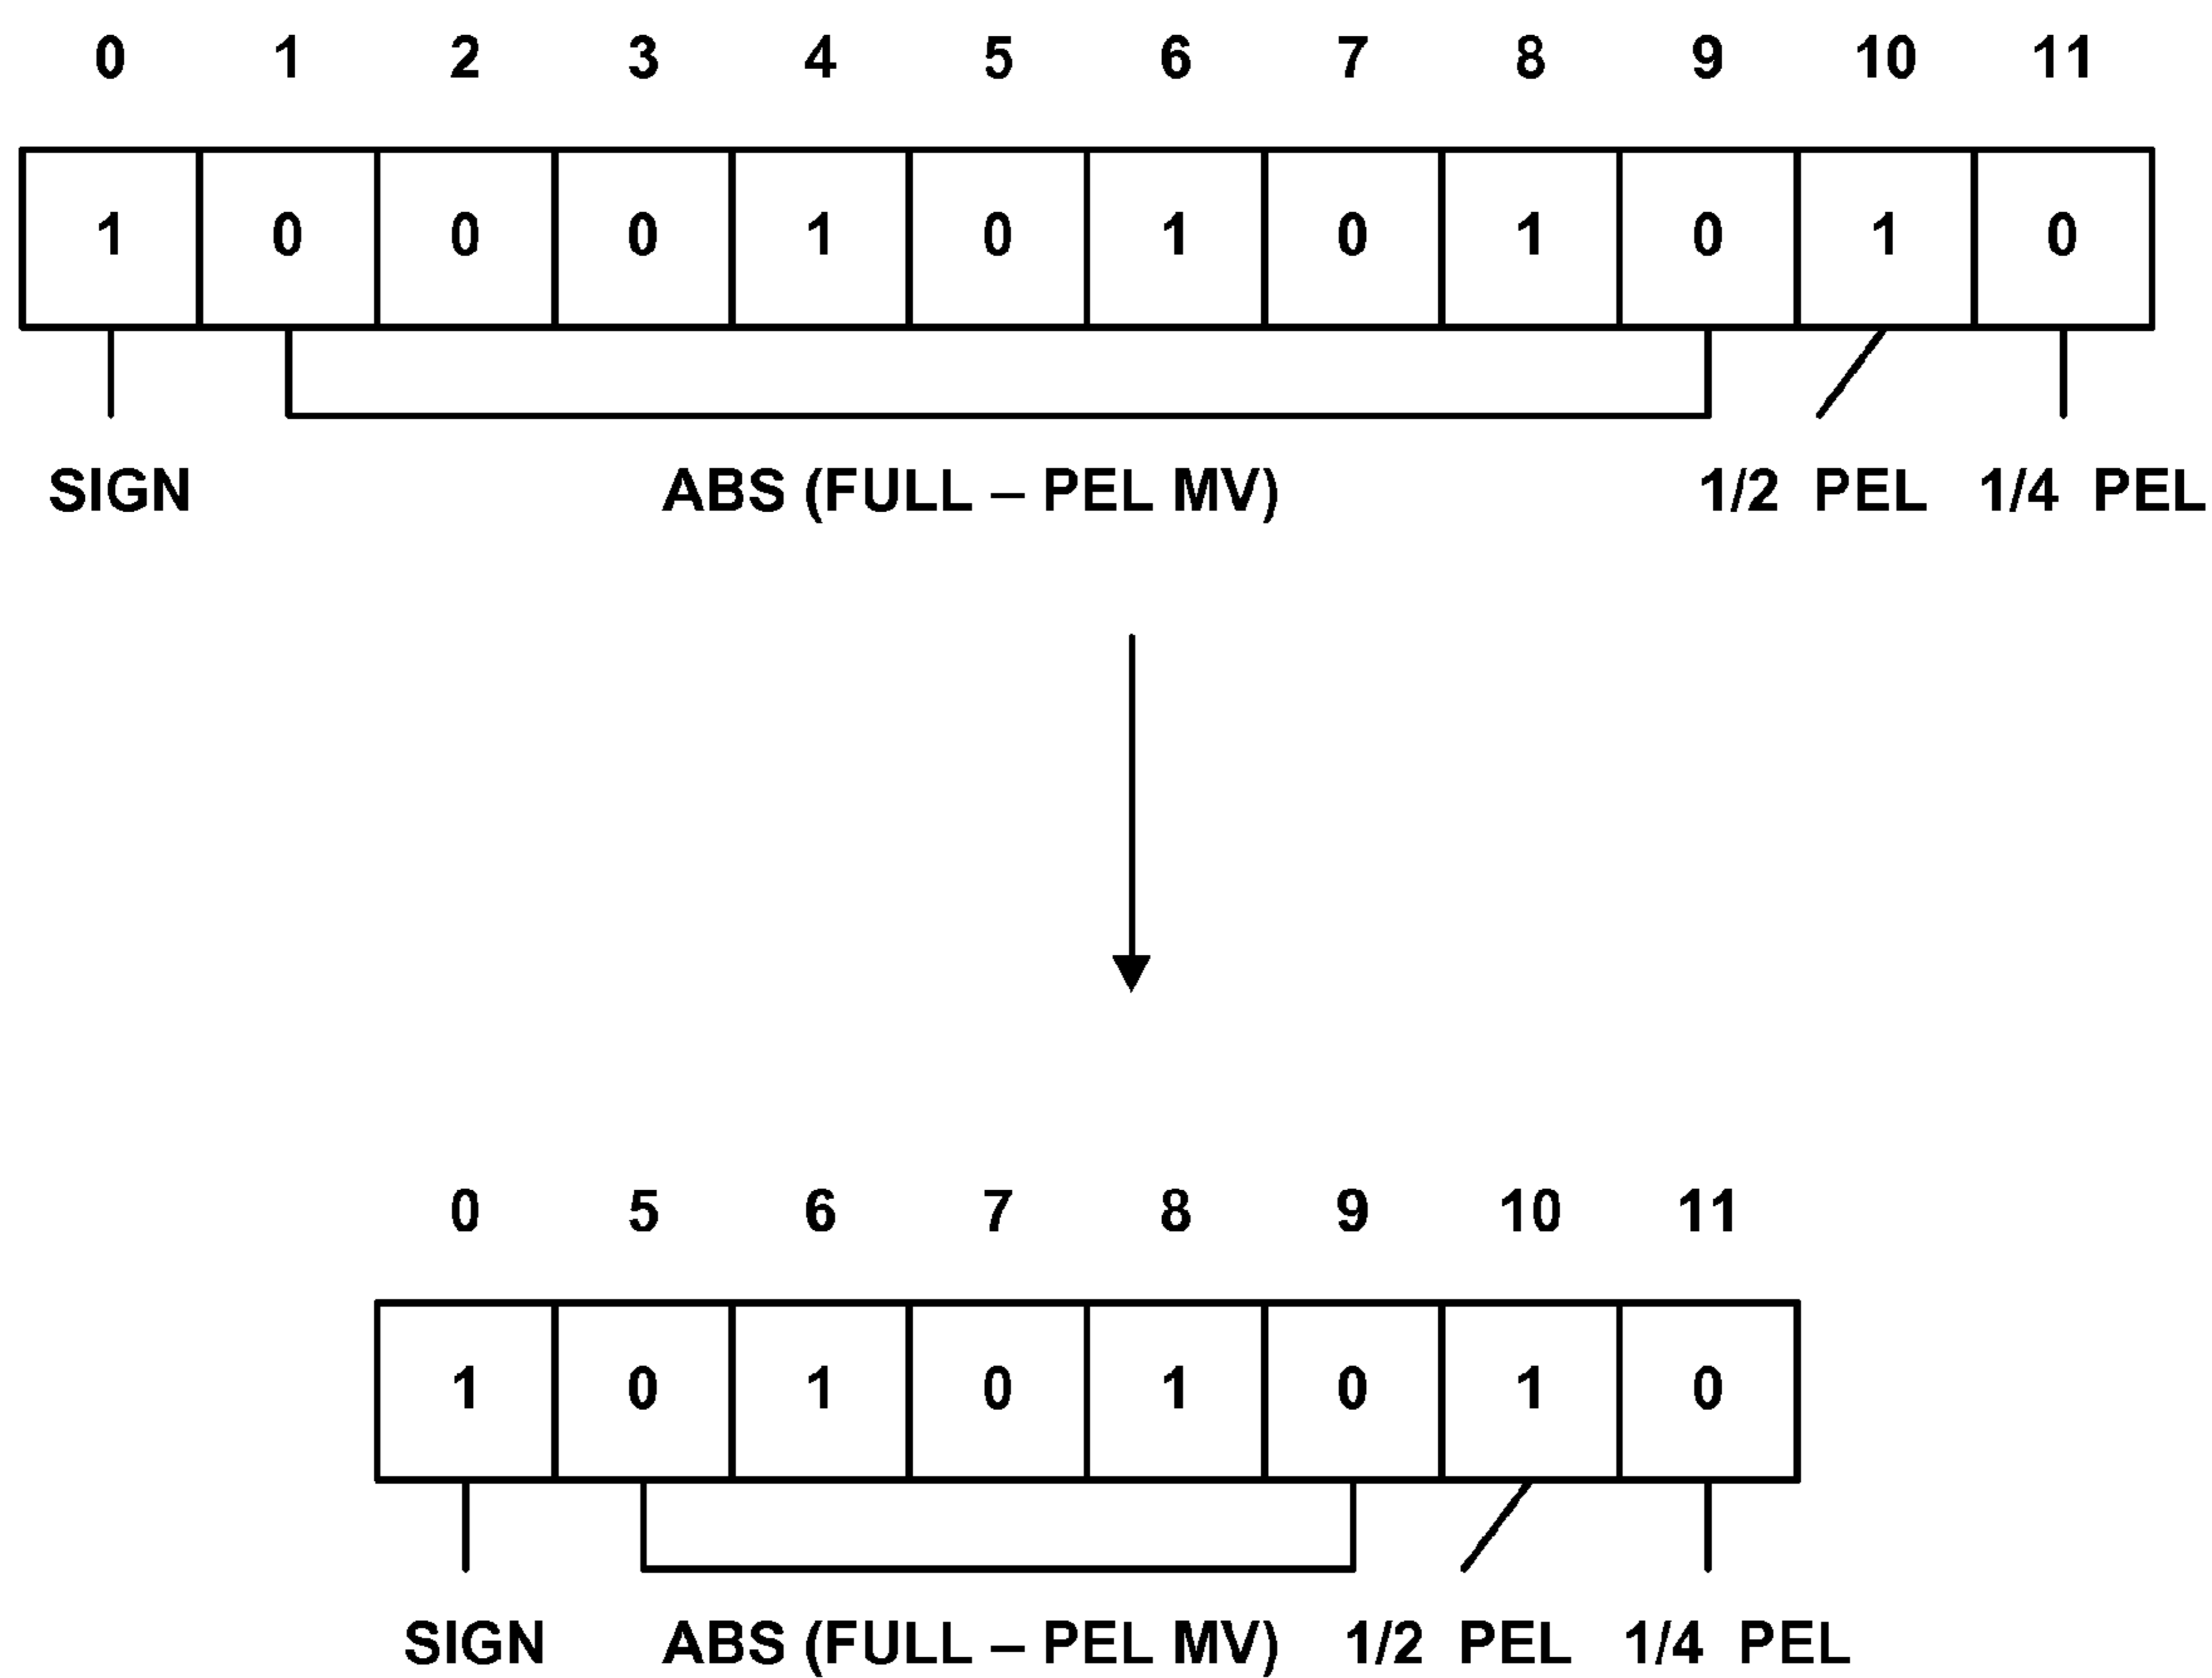 0 1 2 3 4 5 6 7 8 9 10 11
1 0 0 0 1 0 1 0 1 0 1 0
SIGN ABS (FULL – PEL MV) 1/2 PEL 1/4 PEL
0 5 6 7 8 9 10 11
1 0 1 0 1 0 1 0
SIGN ABS (FULL – PEL MV) 1/2 PEL 1/4 PEL